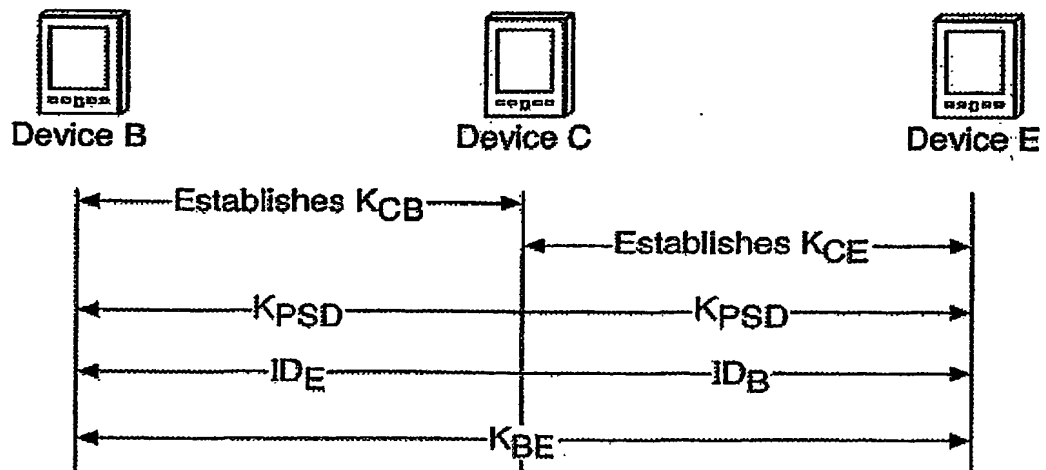 Device B
Device C
Device E
Establishes KCB
Establishes KCE
KPSD
KPSD
IDE
IDB
KBE